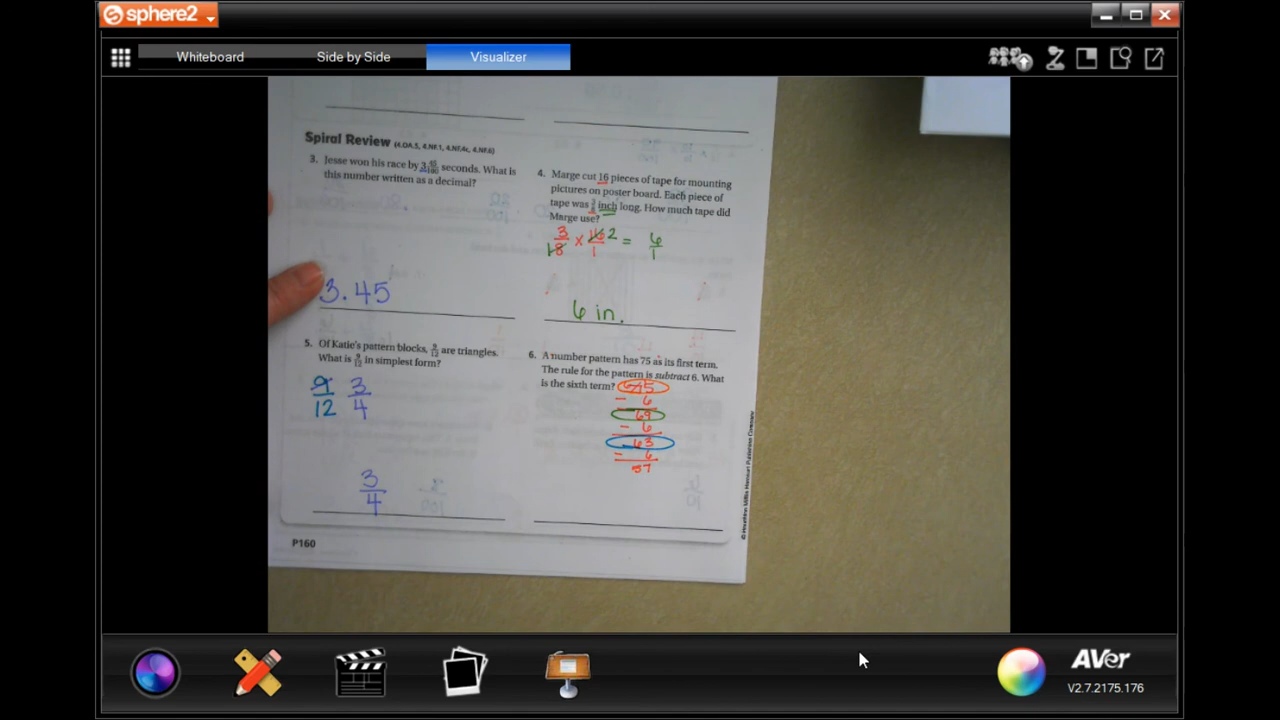 sphere2
Whiteboard
Side by Side
Visualizer
Spiral Review (4.OA.5, 4.NF.1, 4.NF.4c, 4.NF.6)
3. Jesse won his race by 3 45/100 seconds. What is
this number written as a decimal?
3.45
4. Marge cut 16 pieces of tape for mounting
pictures on poster board. Each piece of
tape was 3/8 inch long. How much tape did
Marge use?
3/18 x 16/1 2 = 6/1
6 in.
5. Of Katie's pattern blocks, 9/12 are triangles.
What is 9/12 in simplest form?
9/12 3/4
3/4
6. A number pattern has 75 as its first term.
The rule for the pattern is subtract 6. What
is the sixth term?
- 6
69
- 6
63
- 6
57
P160
AVer
V2.7.2175.176